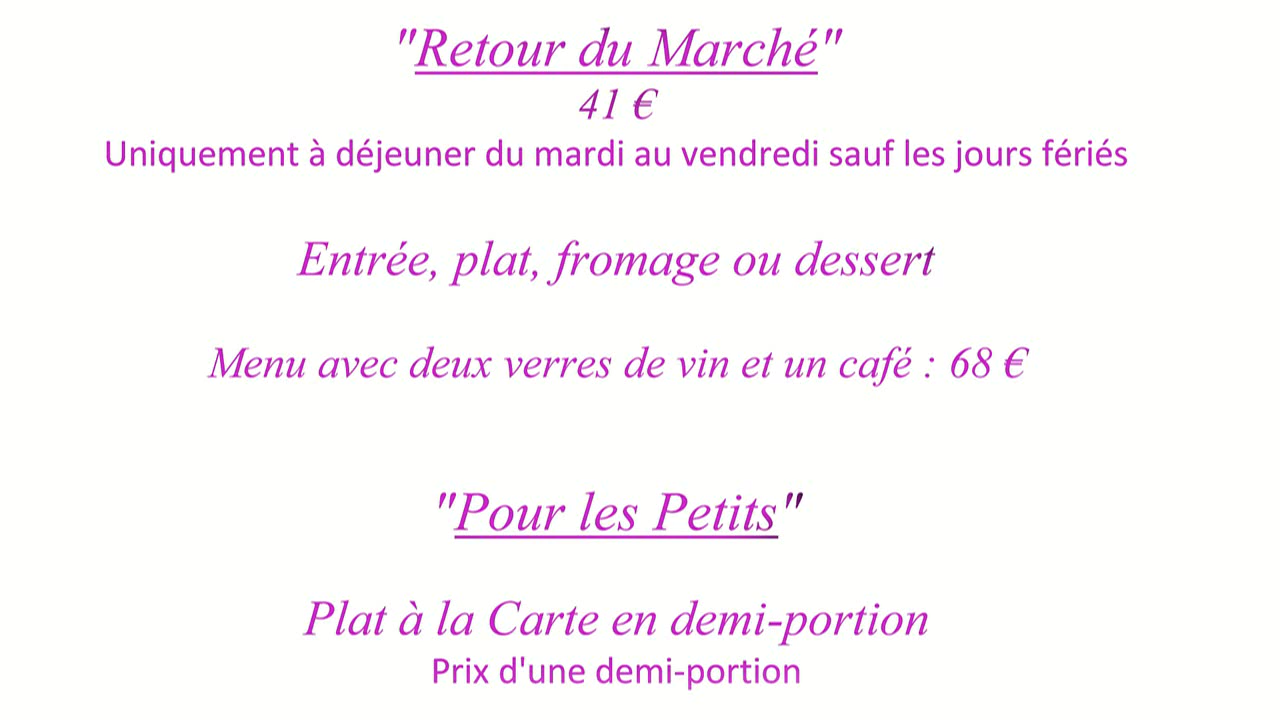 "Retour du Marché"
41 €
Uniquement à déjeuner du mardi au vendredi sauf les jours fériés
Entrée, plat, fromage ou dessert
Menu avec deux verres de vin et un café : 68 €
"Pour les Petits"
Plat à la Carte en demi-portion
Prix d'une demi-portion